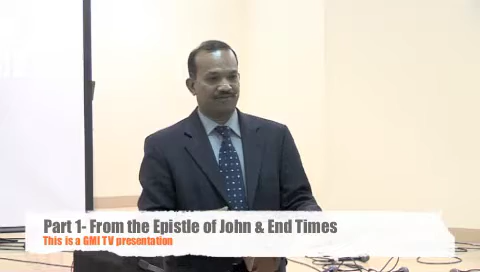 Part 1- From the Epistle of John & End Times
This is a GMI TV presentation